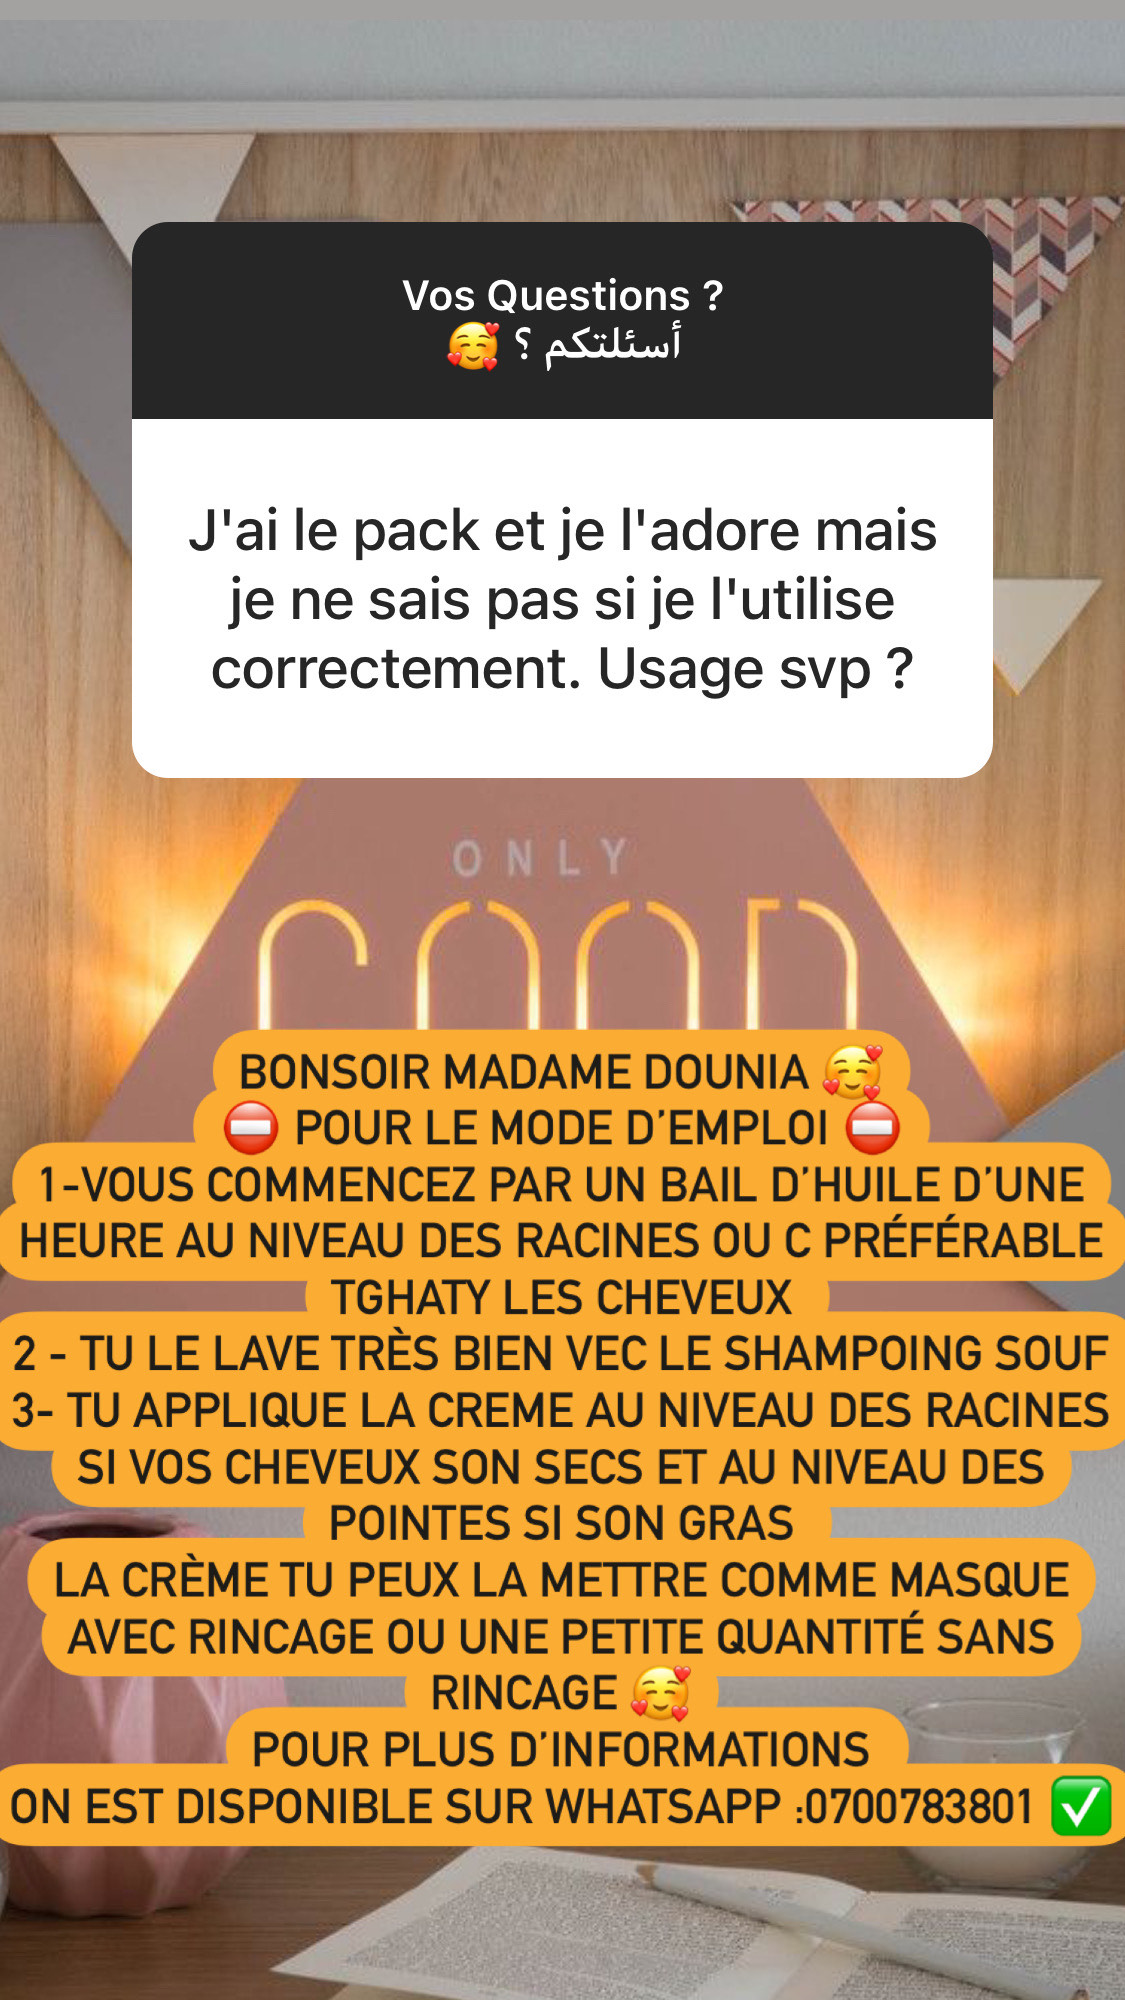 Vos Questions ?
أسئلتكم ؟ 🥰
J'ai le pack et je l'adore mais
je ne sais pas si je l'utilise
correctement. Usage svp ?
ONLY
GOOD
BONSOIR MADAME DOUNIA 🥰
⛔ POUR LE MODE D'EMPLOI ⛔
1-VOUS COMMENCEZ PAR UN BAIL D'HUILE D'UNE
HEURE AU NIVEAU DES RACINES OU C PRÉFÉRABLE
TGHATY LES CHEVEUX
2 - TU LE LAVE TRÈS BIEN VEC LE SHAMPOING SOUF
3- TU APPLIQUE LA CREME AU NIVEAU DES RACINES
SI VOS CHEVEUX SON SECS ET AU NIVEAU DES
POINTES SI SON GRAS
LA CRÈME TU PEUX LA METTRE COMME MASQUE
AVEC RINCAGE OU UNE PETITE QUANTITÉ SANS
RINCAGE 🥰
POUR PLUS D'INFORMATIONS
ON EST DISPONIBLE SUR WHATSAPP :0700783801 ✅